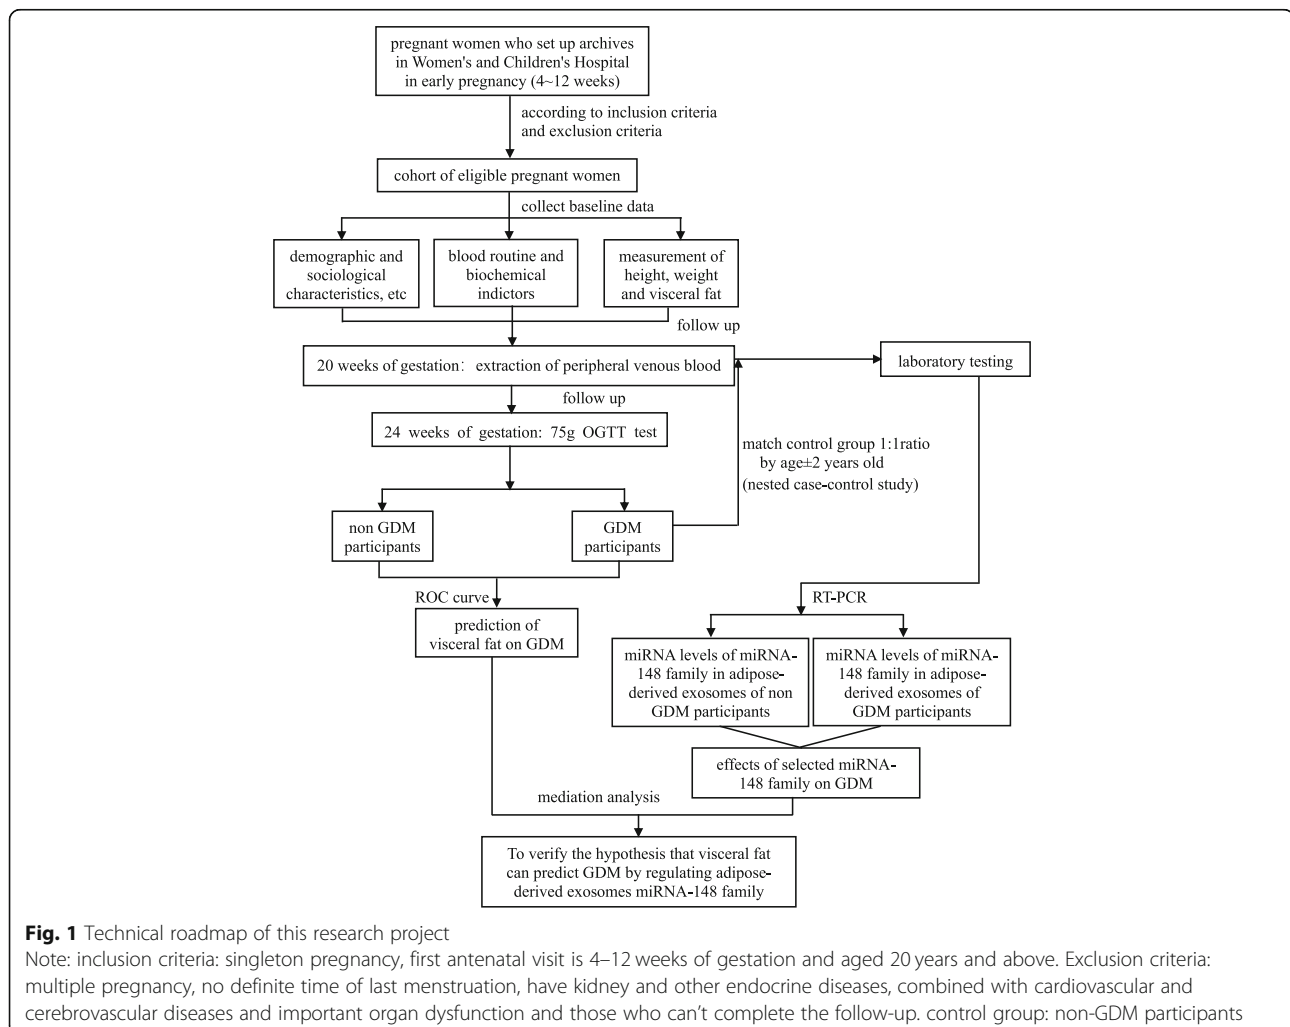 pregnant women who set up archives
in Women's and Children's Hospital
in early pregnancy (4~12 weeks)
according to inclusion criteria
and exclusion criteria
cohort of eligible pregnant women
collect baseline data
demographic and
sociological
characteristics, etc
blood routine and
biochemical
indictors
measurement of
height, weight
and visceral fat
follow up
20 weeks of gestation: extraction of peripheral venous blood
laboratory testing
follow up
24 weeks of gestation: 75g OGTT test
match control group 1:1ratio
by age±2 years old
(nested case-control study)
non GDM
participants
GDM
participants
ROC curve
RT-PCR
prediction of
visceral fat on GDM
miRNA levels of miRNA-
148 family in adipose-
derived exosomes of non
GDM participants
miRNA levels of miRNA-
148 family in adipose-
derived exosomes of
GDM participants
effects of selected miRNA-
148 family on GDM
mediation analysis
To verify the hypothesis that visceral fat
can predict GDM by regulating adipose-
derived exosomes miRNA-148 family
Fig. 1 Technical roadmap of this research project
Note: inclusion criteria: singleton pregnancy, first antenatal visit is 4–12 weeks of gestation and aged 20 years and above. Exclusion criteria:
multiple pregnancy, no definite time of last menstruation, have kidney and other endocrine diseases, combined with cardiovascular and
cerebrovascular diseases and important organ dysfunction and those who can't complete the follow-up. control group: non-GDM participants